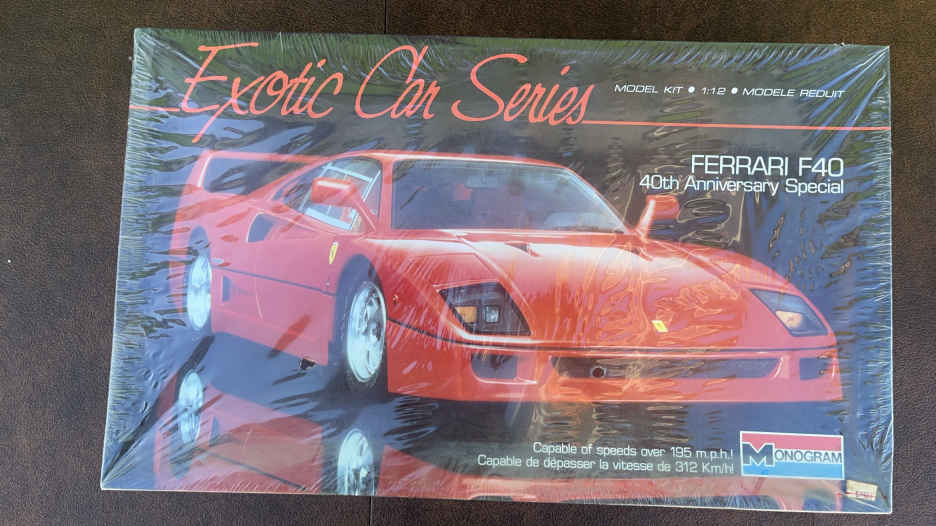 Exotic Car Series
MODEL KIT ● 1:12 ● MODELE REDUIT
FERRARI F40
40th Anniversary Special
Capable of speeds over 195 m.p.h.!
Capable de dépasser la vitesse de 312 Km/h!
MONOGRAM